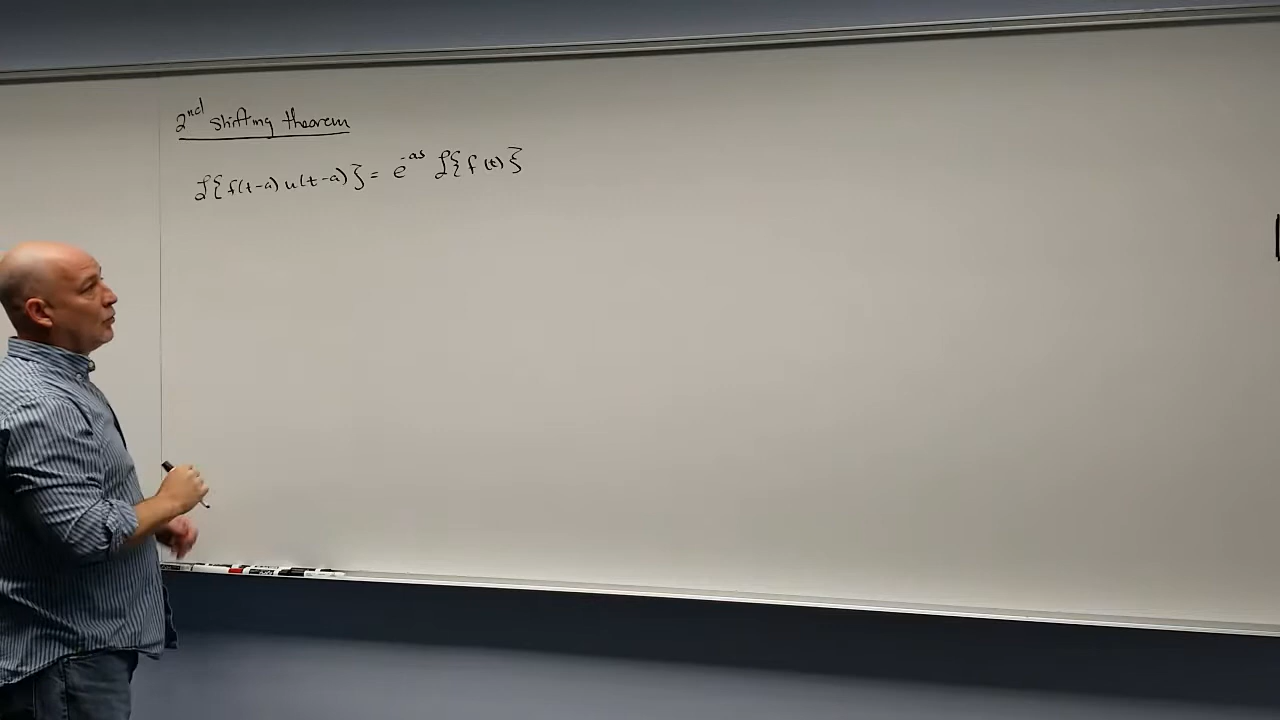 2nd shifting theorem
ℒ{f(t-a)u(t-a)} = e^-as ℒ{f(t)}